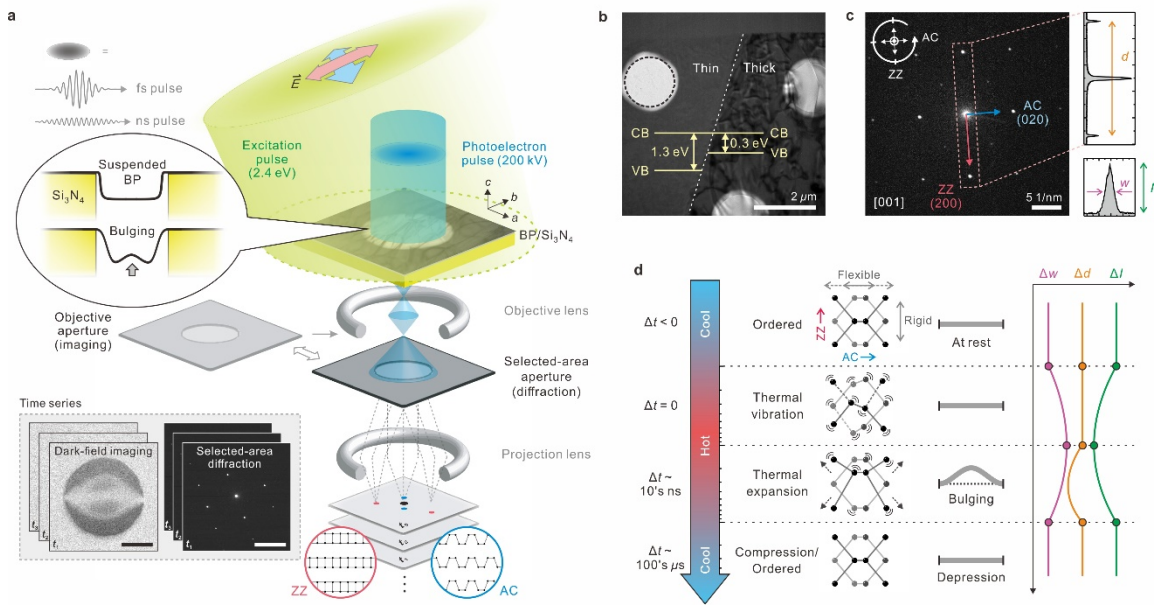 a
=
fs pulse
ns pulse
E
Excitation
pulse
(2.4 eV)
Photoelectron
pulse (200 kV)
Suspended
BP
Si3N4
Bulging
c
b
a
BP/Si3N4
Objective
aperture
(imaging)
Objective lens
Selected-area
aperture
(diffraction)
Time series
Dark-field imaging
t3
t2
t1
Selected-area
diffraction
t3
t2
t1
Projection lens
ZZ
AC
b
Thin
Thick
CB
CB
1.3 eV
0.3 eV
VB
VB
2 µm
c
AC
ZZ
AC
(020)
ZZ
(200)
[001]
5 1/nm
d
w
d
Δt < 0
Δt = 0
Δt ~
10's ns
Δt ~
100's µs
Cool
Hot
Cool
Ordered
Thermal
vibration
Thermal
expansion
Compression/
Ordered
Flexible
Rigid
ZZ
AC
At rest
Bulging
Depression
Δw
Δd
ΔI